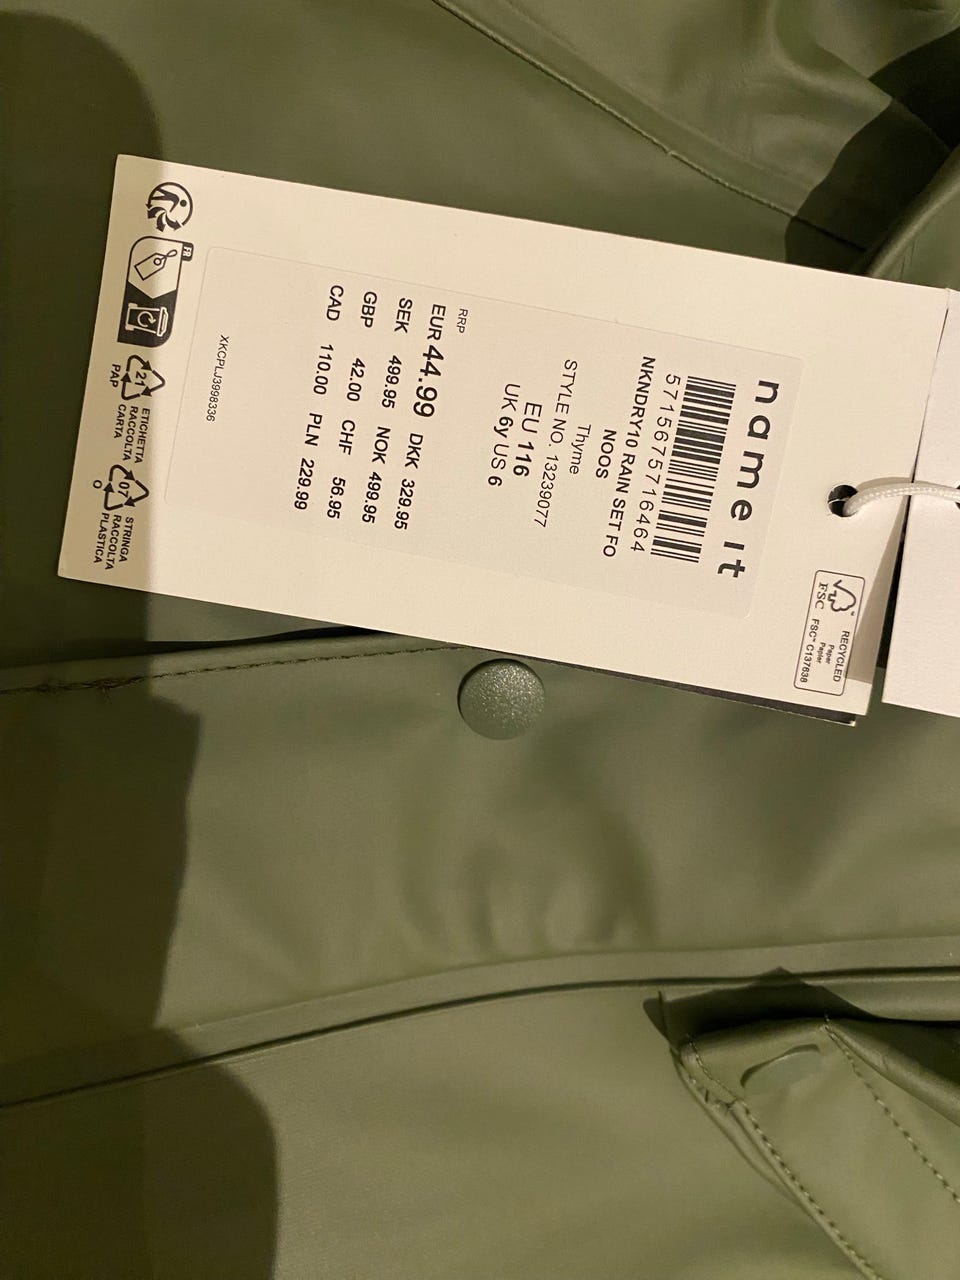 name it
5715675716464
NKNDRY10 RAIN SET FO
NOOS
STYLE NO. 13239077
Thyme
EU 116
UK 6y US 6
RRP
EUR 44.99 DKK 329.95
SEK 499.95 NOK 499.95
GBP 42.00 CHF 56.95
CAD 110.00 PLN 229.99
XKCPLJ3998336
FR
21
PAP
ETICHETTA
RACCOLTA
CARTA
07
O
STRINGA
RACCOLTA
PLASTICA
FSC
RECYCLED
Paper
Papier
FSC™ C137638